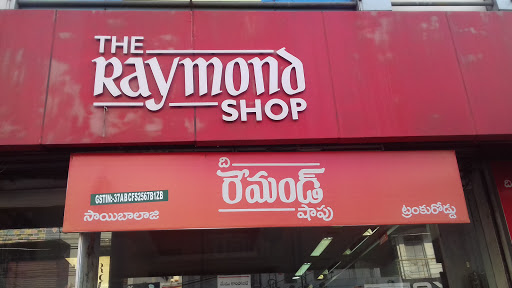 THE
Raymond
SHOP
ది
రేమండ్
షాపు
GSTIN:-37ABCFS2567B1ZB
సాయిబాలాజి
ట్రంకురోడ్డు